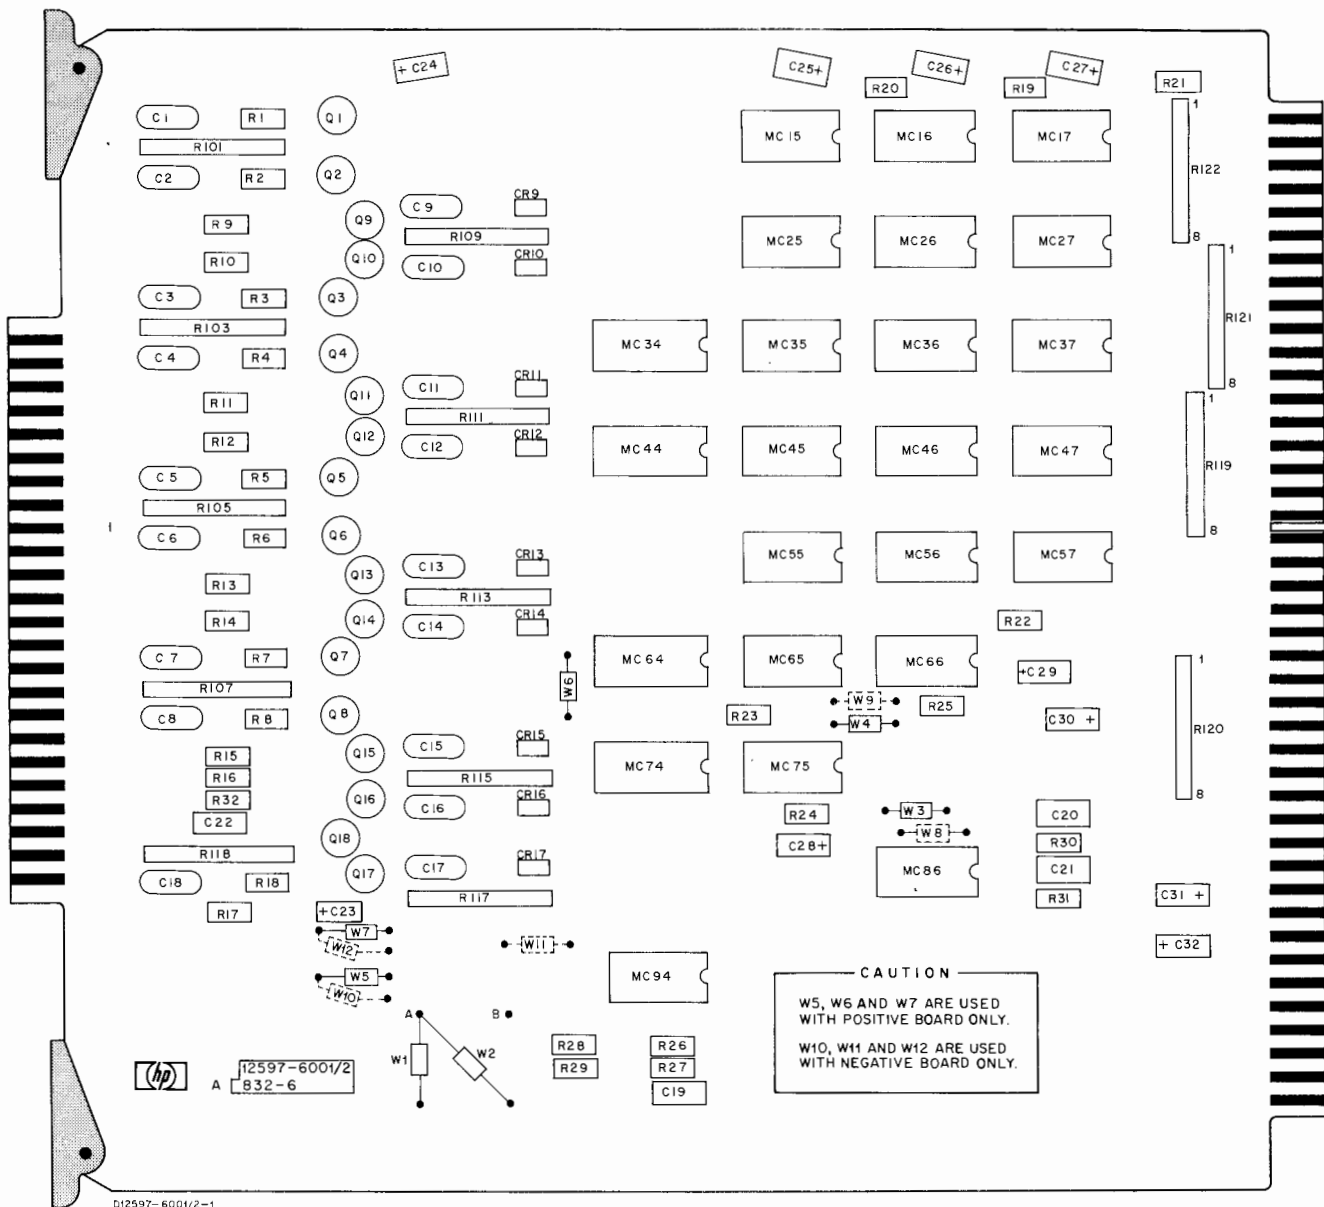 + C24
C25+
C26+
C27+
R20
R19
R21
C1
R1
Q1
MC15
MC16
MC17
1
R101
R122
C2
R2
Q2
CR9
C9
Q9
R9
R109
MC25
MC26
MC27
8
1
Q10
CR10
R10
C10
C3
R3
Q3
R121
R103
MC34
MC35
MC36
MC37
C4
R4
Q4
CR11
8
C11
1
Q11
R11
R111
CR12
Q12
R12
C12
MC44
MC45
MC46
MC47
R119
C5
R5
Q5
R105
C6
R6
Q6
8
CR13
C13
MC55
MC56
MC57
Q13
R13
R113
CR14
Q14
R14
C14
R22
C7
R7
Q7
MC64
MC65
MC66
1
C29
+
W6
R107
W9
R25
C8
R8
Q8
R23
W4
C30 +
R120
CR15
C15
Q15
R15
MC74
MC75
R16
R115
CR16
Q16
R32
C16
8
C22
R24
W3
C20
W8
Q18
C28+
R30
R118
CR17
C17
Q17
MC86
C21
C18
R18
R117
R31
C31 +
R17
+C23
W7
W12
W11
+ C32
W5
W10
MC94
CAUTION
W5, W6 AND W7 ARE USED
WITH POSITIVE BOARD ONLY.
W10, W11 AND W12 ARE USED
WITH NEGATIVE BOARD ONLY.
A
B
R28
R26
W1
W2
R29
R27
C19
hp
12597-6001/2
A
832-6
D12597-6001/2-1